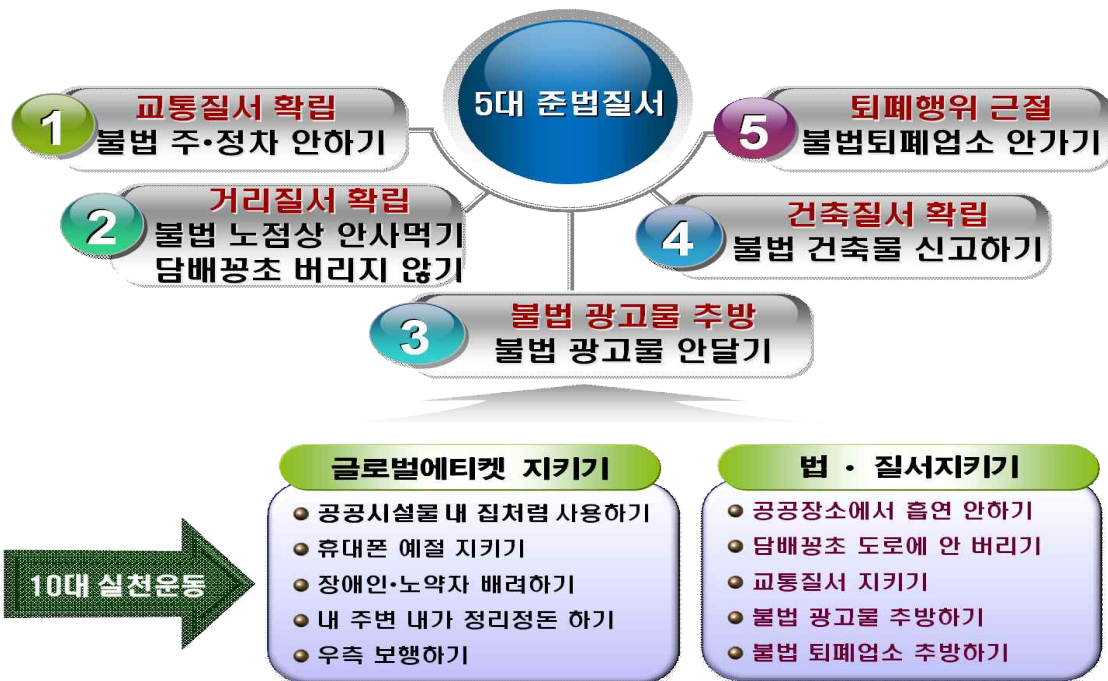 5대 준법질서
1
교통질서 확립
불법 주·정차 안하기
2
거리질서 확립
불법 노점상 안사먹기
담배꽁초 버리지 않기
3
불법 광고물 추방
불법 광고물 안달기
4
건축질서 확립
불법 건축물 신고하기
5
퇴폐행위 근절
불법퇴폐업소 안가기
10대 실천운동
글로벌에티켓 지키기
공공시설물 내 집처럼 사용하기
휴대폰 예절 지키기
장애인·노약자 배려하기
내 주변 내가 정리정돈 하기
우측 보행하기
법 · 질서지키기
공공장소에서 흡연 안하기
담배꽁초 도로에 안 버리기
교통질서 지키기
불법 광고물 추방하기
불법 퇴폐업소 추방하기